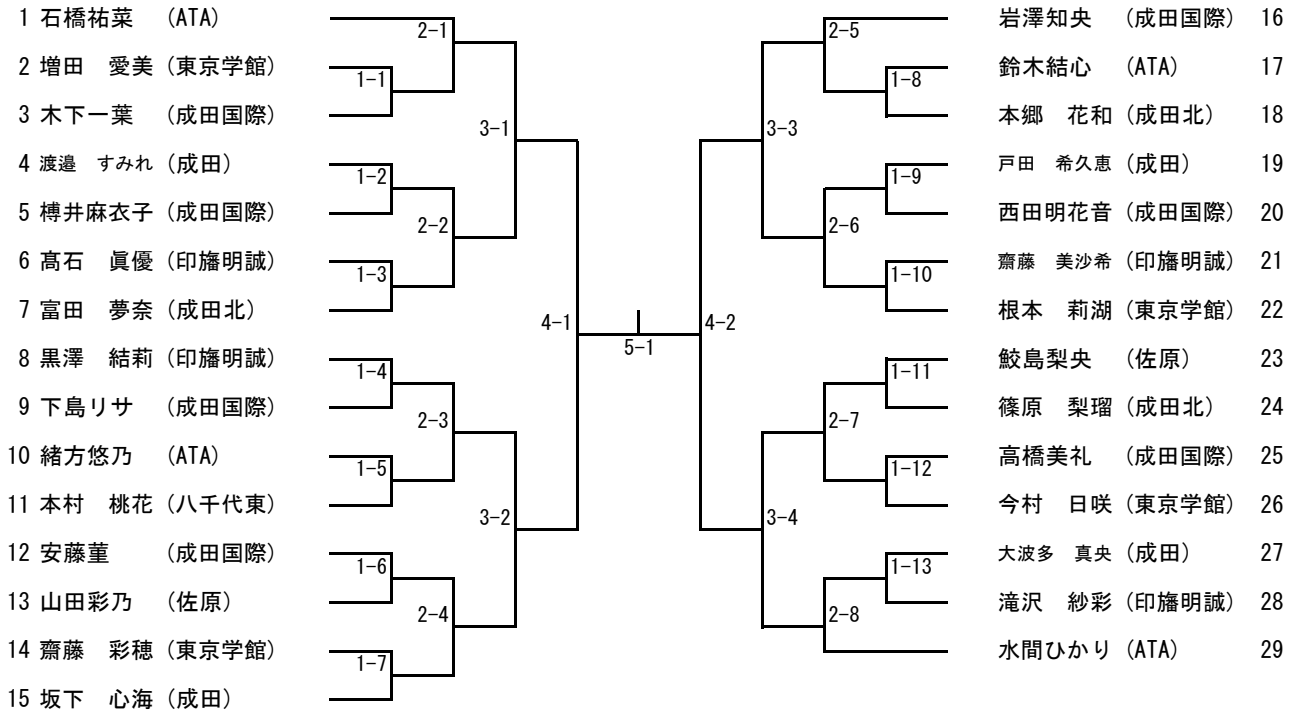 1 石橋祐菜 (ATA)
2 増田 愛美 (東京学館)
3 木下一葉 (成田国際)
4 渡邉 すみれ (成田)
5 榑井麻衣子 (成田国際)
6 髙石 眞優 (印旛明誠)
7 富田 夢奈 (成田北)
8 黒澤 結莉 (印旛明誠)
9 下島リサ (成田国際)
10 緒方悠乃 (ATA)
11 本村 桃花 (八千代東)
12 安藤菫 (成田国際)
13 山田彩乃 (佐原)
14 齋藤 彩穂 (東京学館)
15 坂下 心海 (成田)
2-1
1-1
3-1
1-2
2-2
1-3
4-1
1-4
2-3
1-5
3-2
1-6
2-4
1-7
5-1
2-5
1-8
3-3
1-9
2-6
1-10
4-2
1-11
2-7
1-12
3-4
1-13
2-8
岩澤知央 (成田国際) 16
鈴木結心 (ATA) 17
本郷 花和 (成田北) 18
戸田 希久恵 (成田) 19
西田明花音 (成田国際) 20
齋藤 美沙希 (印旛明誠) 21
根本 莉湖 (東京学館) 22
鮫島梨央 (佐原) 23
篠原 梨瑠 (成田北) 24
高橋美礼 (成田国際) 25
今村 日咲 (東京学館) 26
大波多 真央 (成田) 27
滝沢 紗彩 (印旛明誠) 28
水間ひかり (ATA) 29